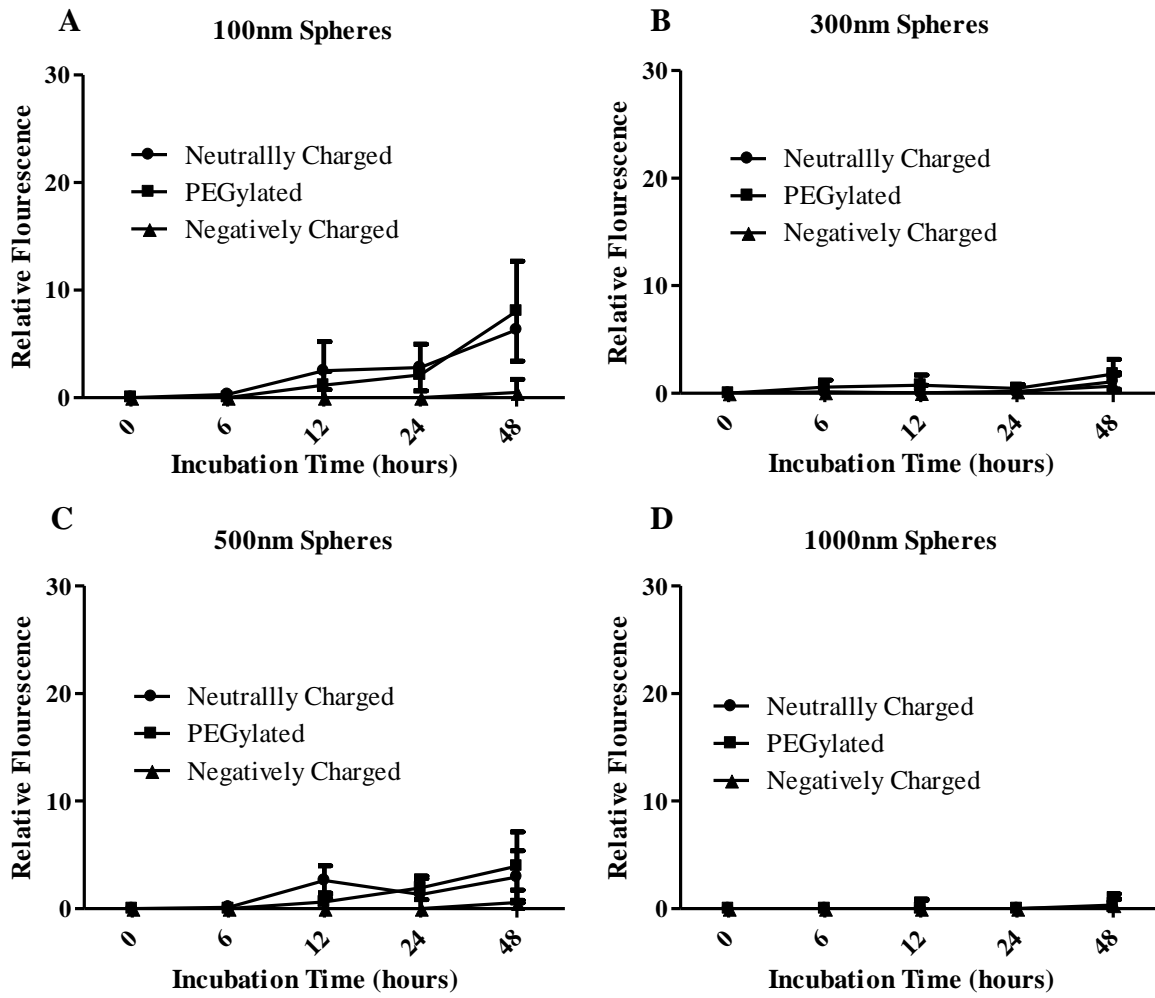 A
100nm Spheres
30
20
10
0
Relative Flourescence
Neutrallly Charged
PEGylated
Negatively Charged
0 6 12 24 48
Incubation Time (hours)
B
300nm Spheres
30
20
10
0
Relative Flourescence
Neutrallly Charged
PEGylated
Negatively Charged
0 6 12 24 48
Incubation Time (hours)
C
500nm Spheres
30
20
10
0
Relative Flourescence
Neutrallly Charged
PEGylated
Negatively Charged
0 6 12 24 48
Incubation Time (hours)
D
1000nm Spheres
30
20
10
0
Relative Flourescence
Neutrallly Charged
PEGylated
Negatively Charged
0 6 12 24 48
Incubation Time (hours)